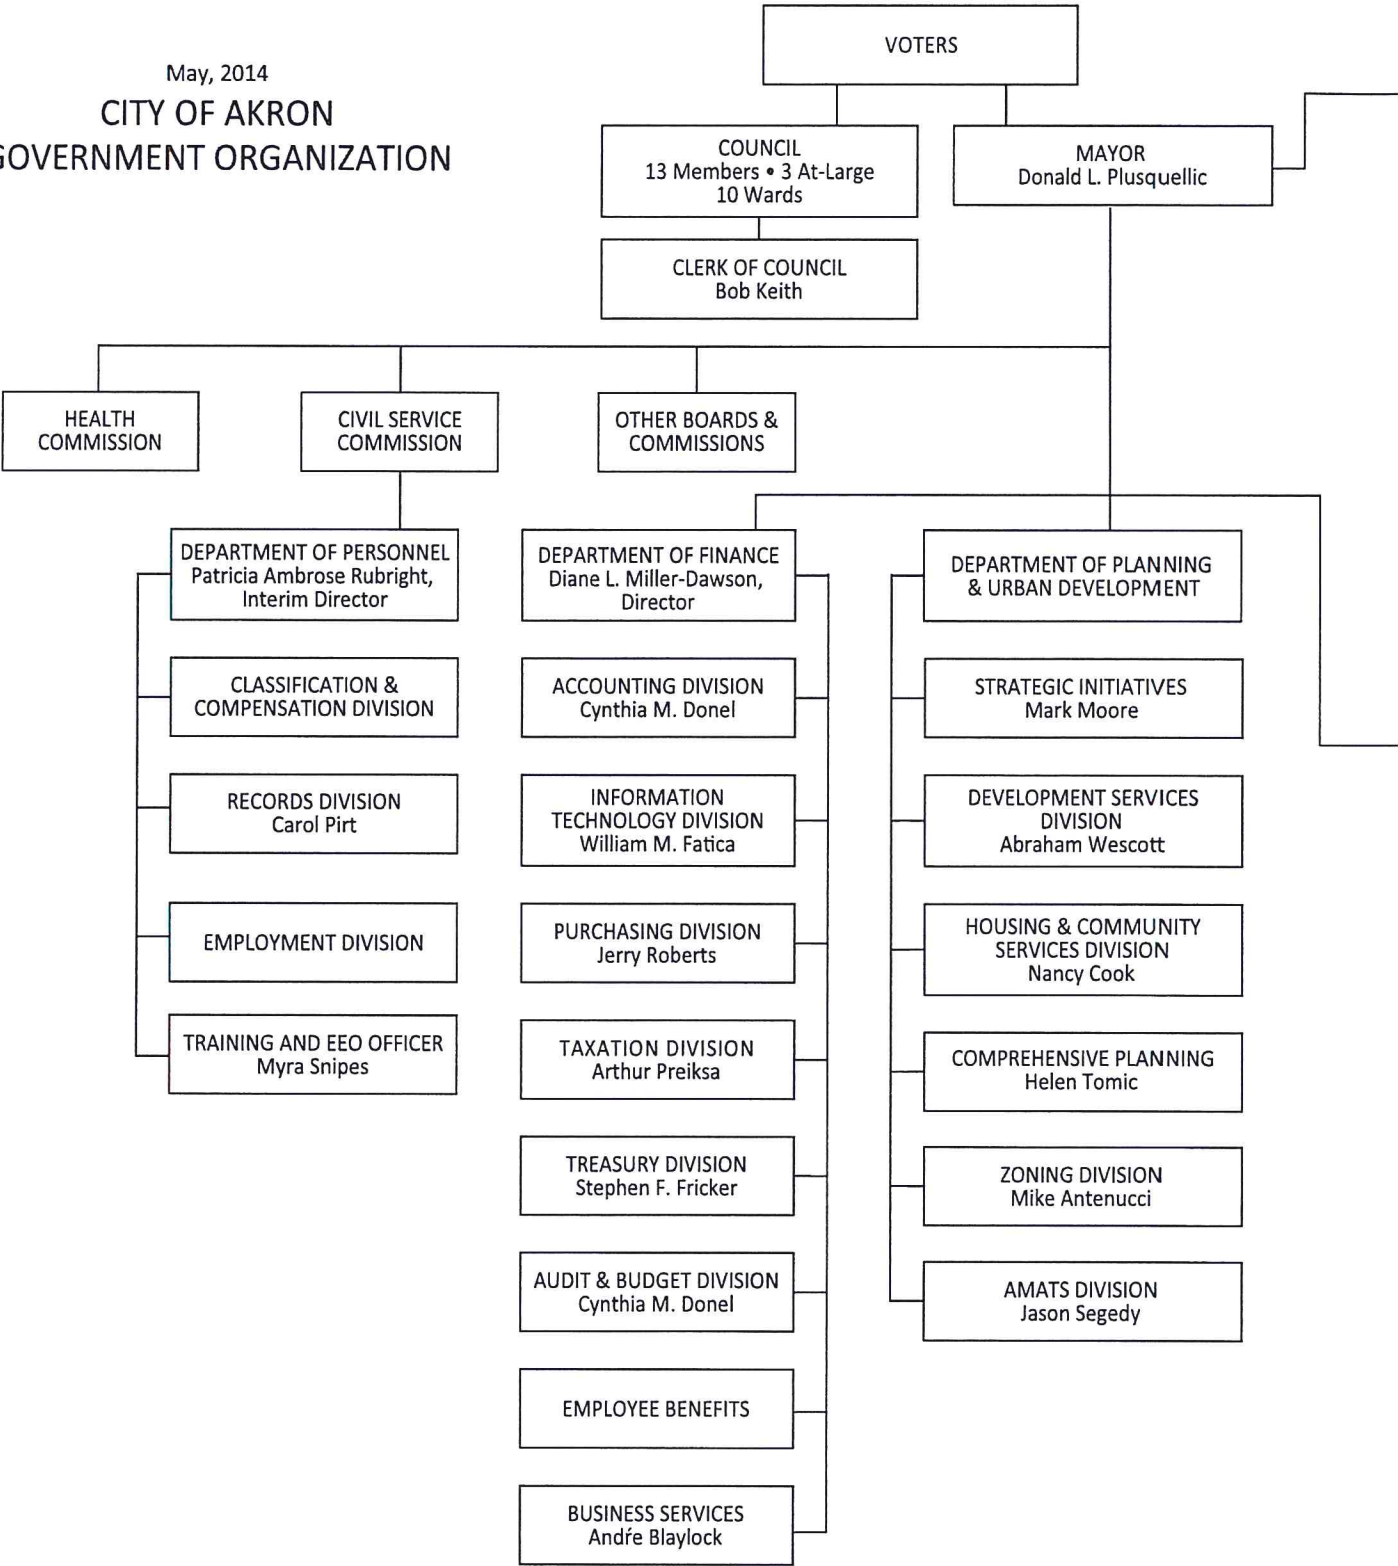 May, 2014
CITY OF AKRON
GOVERNMENT ORGANIZATION
VOTERS
COUNCIL
13 Members • 3 At-Large
10 Wards
MAYOR
Donald L. Plusquellic
CLERK OF COUNCIL
Bob Keith
HEALTH
COMMISSION
CIVIL SERVICE
COMMISSION
OTHER BOARDS &
COMMISSIONS
DEPARTMENT OF PERSONNEL
Patricia Ambrose Rubright,
Interim Director
CLASSIFICATION &
COMPENSATION DIVISION
RECORDS DIVISION
Carol Pirt
EMPLOYMENT DIVISION
TRAINING AND EEO OFFICER
Myra Snipes
DEPARTMENT OF FINANCE
Diane L. Miller-Dawson,
Director
ACCOUNTING DIVISION
Cynthia M. Donel
INFORMATION
TECHNOLOGY DIVISION
William M. Fatica
PURCHASING DIVISION
Jerry Roberts
TAXATION DIVISION
Arthur Preiksa
TREASURY DIVISION
Stephen F. Fricker
AUDIT & BUDGET DIVISION
Cynthia M. Donel
EMPLOYEE BENEFITS
BUSINESS SERVICES
Andŕe Blaylock
DEPARTMENT OF PLANNING
& URBAN DEVELOPMENT
STRATEGIC INITIATIVES
Mark Moore
DEVELOPMENT SERVICES
DIVISION
Abraham Wescott
HOUSING & COMMUNITY
SERVICES DIVISION
Nancy Cook
COMPREHENSIVE PLANNING
Helen Tomic
ZONING DIVISION
Mike Antenucci
AMATS DIVISION
Jason Segedy